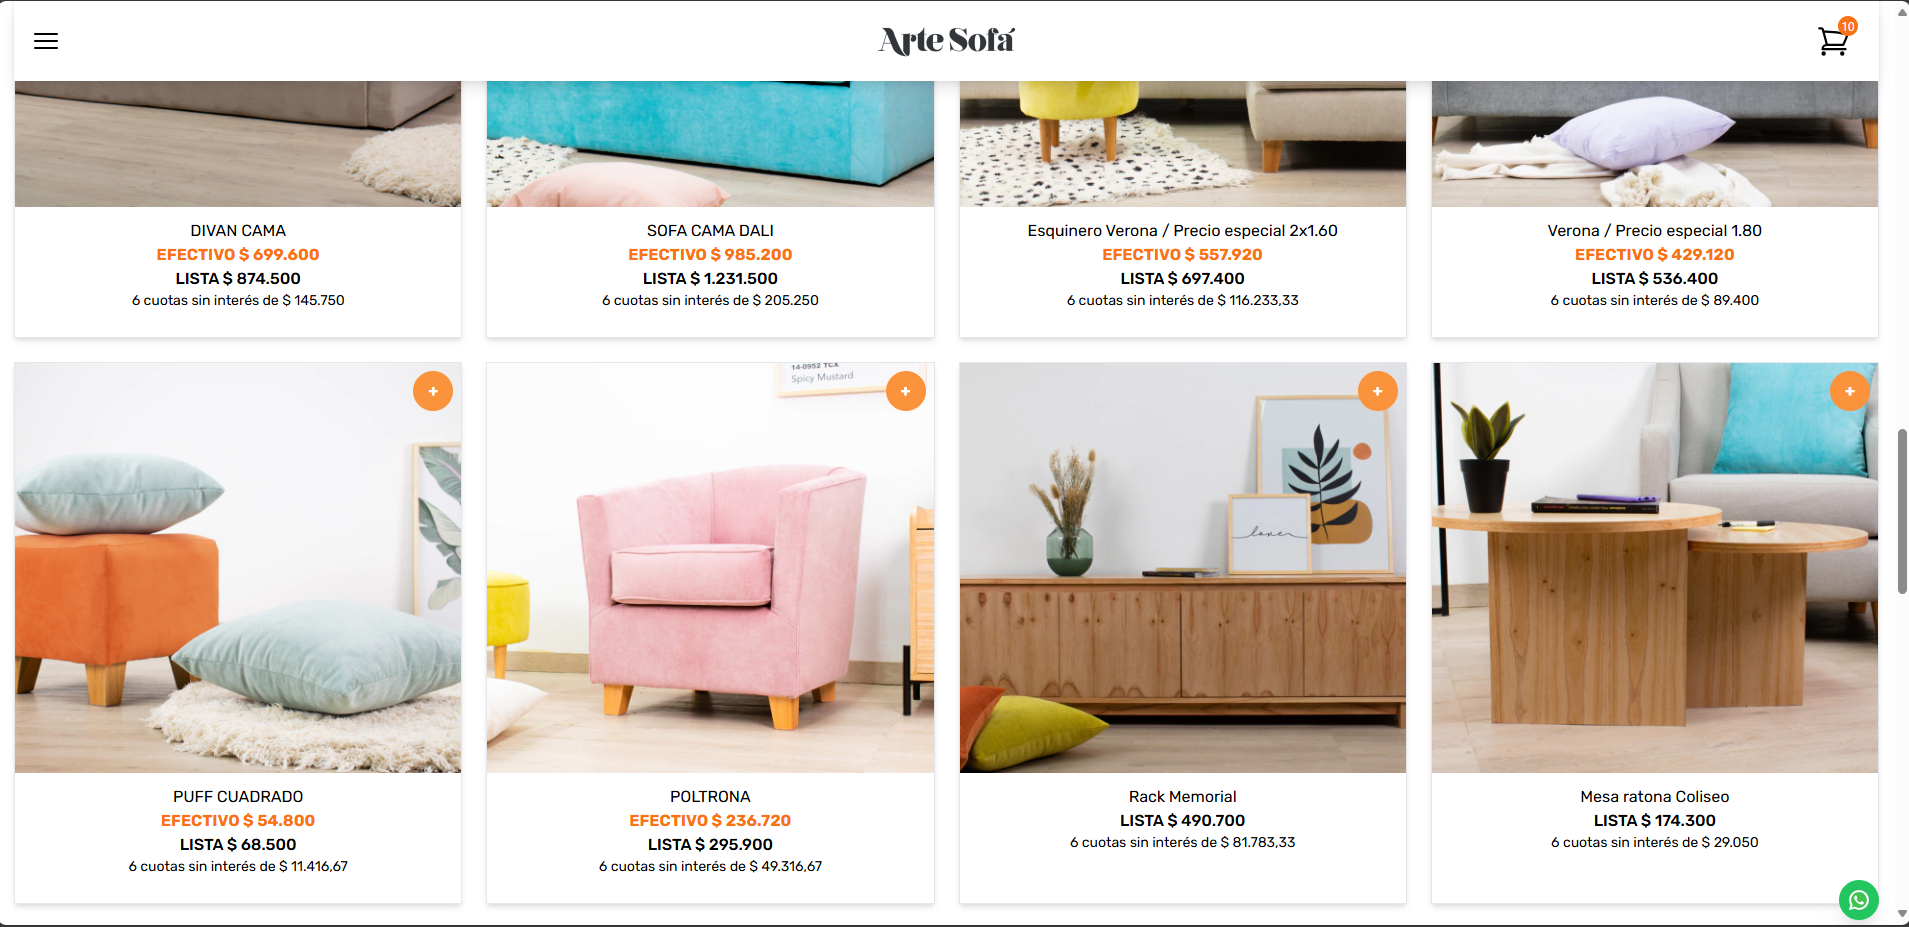 Arte Sofá
10
DIVAN CAMA
EFECTIVO $ 699.600
LISTA $ 874.500
6 cuotas sin interés de $ 145.750
SOFA CAMA DALI
EFECTIVO $ 985.200
LISTA $ 1.231.500
6 cuotas sin interés de $ 205.250
Esquinero Verona / Precio especial 2x1.60
EFECTIVO $ 557.920
LISTA $ 697.400
6 cuotas sin interés de $ 116.233,33
Verona / Precio especial 1.80
EFECTIVO $ 429.120
LISTA $ 536.400
6 cuotas sin interés de $ 89.400
+
14-0952 TCX
Spicy Mustard
+
love
+
+
PUFF CUADRADO
EFECTIVO $ 54.800
LISTA $ 68.500
6 cuotas sin interés de $ 11.416,67
POLTRONA
EFECTIVO $ 236.720
LISTA $ 295.900
6 cuotas sin interés de $ 49.316,67
Rack Memorial
LISTA $ 490.700
6 cuotas sin interés de $ 81.783,33
Mesa ratona Coliseo
LISTA $ 174.300
6 cuotas sin interés de $ 29.050